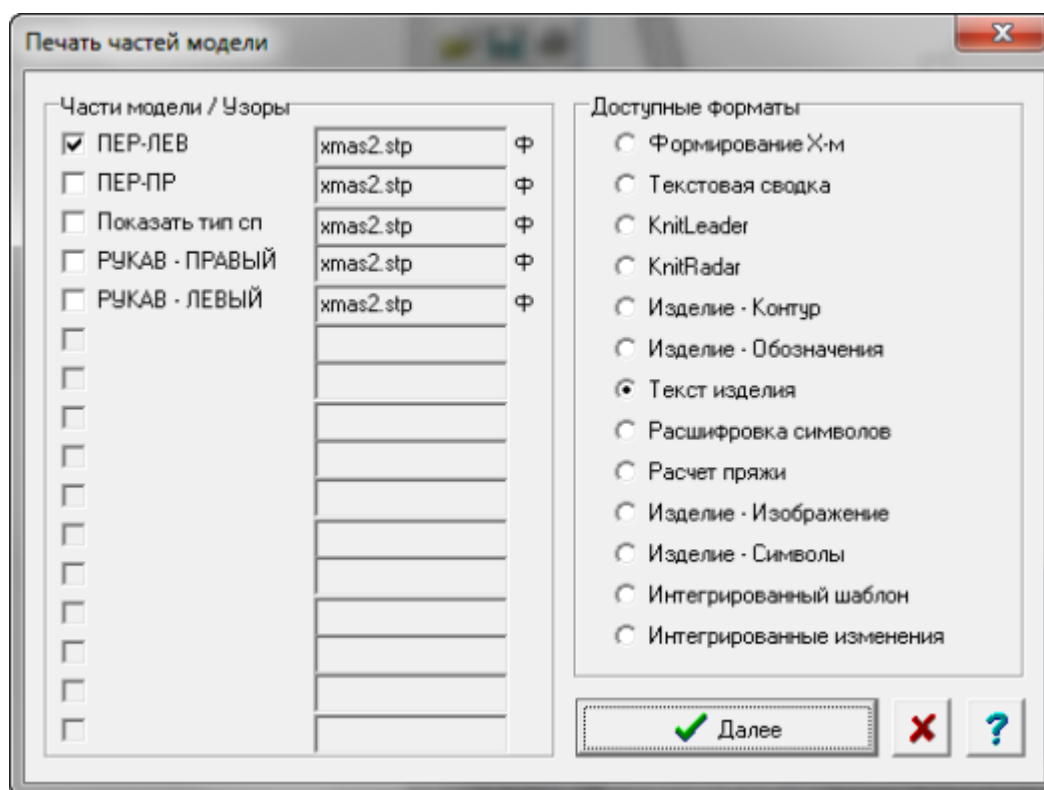 Печать частей модели
Части модели / Узоры
ПЕР-ЛЕВ xmas2.stp Ф
ПЕР-ПР xmas2.stp Ф
Показать тип сп xmas2.stp Ф
РУКАВ - ПРАВЫЙ xmas2.stp Ф
РУКАВ - ЛЕВЫЙ xmas2.stp Ф
Доступные форматы
Формирование Х-м
Текстовая сводка
KnitLeader
KnitRadar
Изделие - Контур
Изделие - Обозначения
Текст изделия
Расшифровка символов
Расчет пряжи
Изделие - Изображение
Изделие - Символы
Интегрированный шаблон
Интегрированные изменения
Далее
?